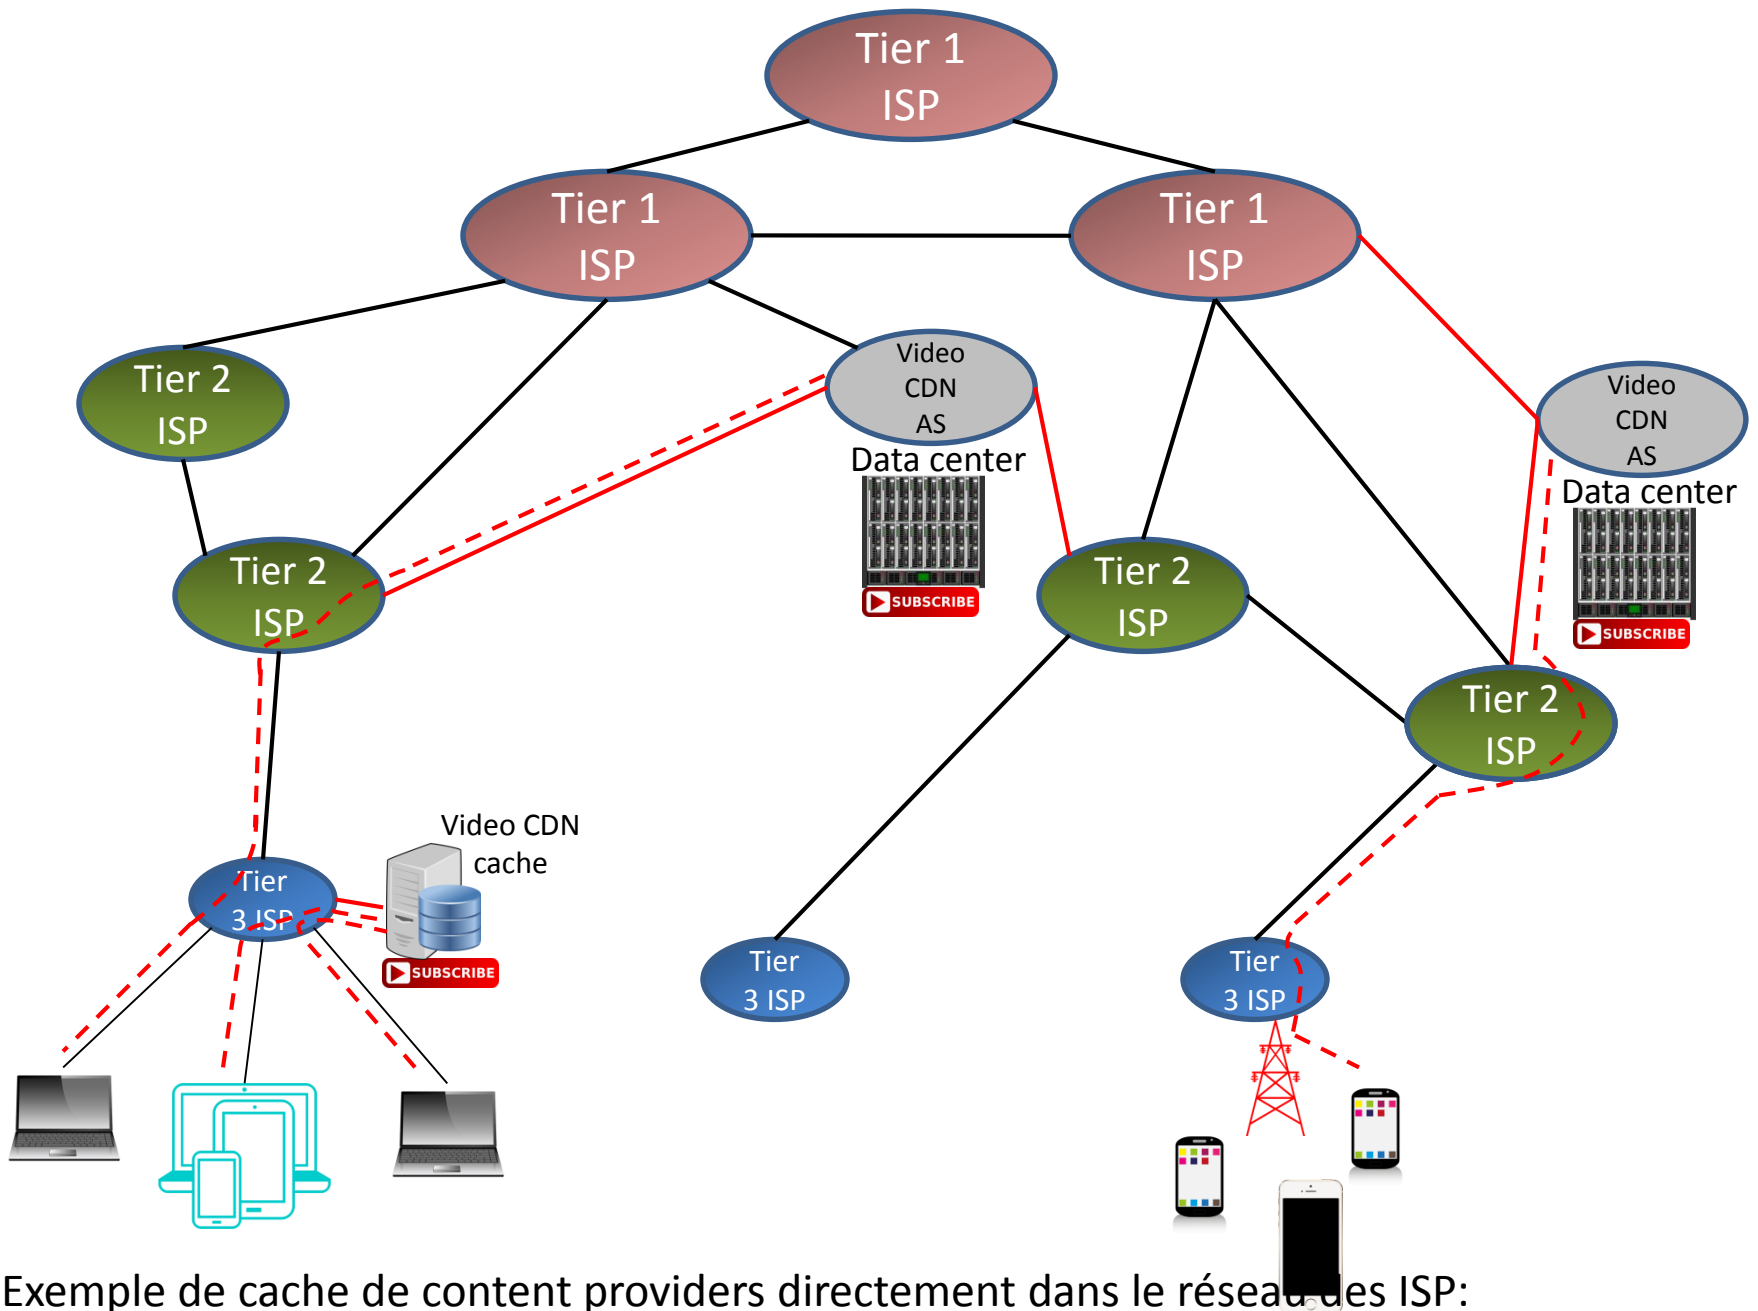 Tier 1
ISP
Tier 1
ISP
Tier 1
ISP
Tier 2
ISP
Video
CDN
AS
Data center
SUBSCRIBE
Video
CDN
AS
Data center
SUBSCRIBE
Tier 2
ISP
Tier 2
ISP
Tier 2
ISP
Video CDN
cache
SUBSCRIBE
Tier
3 ISP
Tier
3 ISP
Tier
3 ISP
Exemple de cache de content providers directement dans le réseau des ISP: